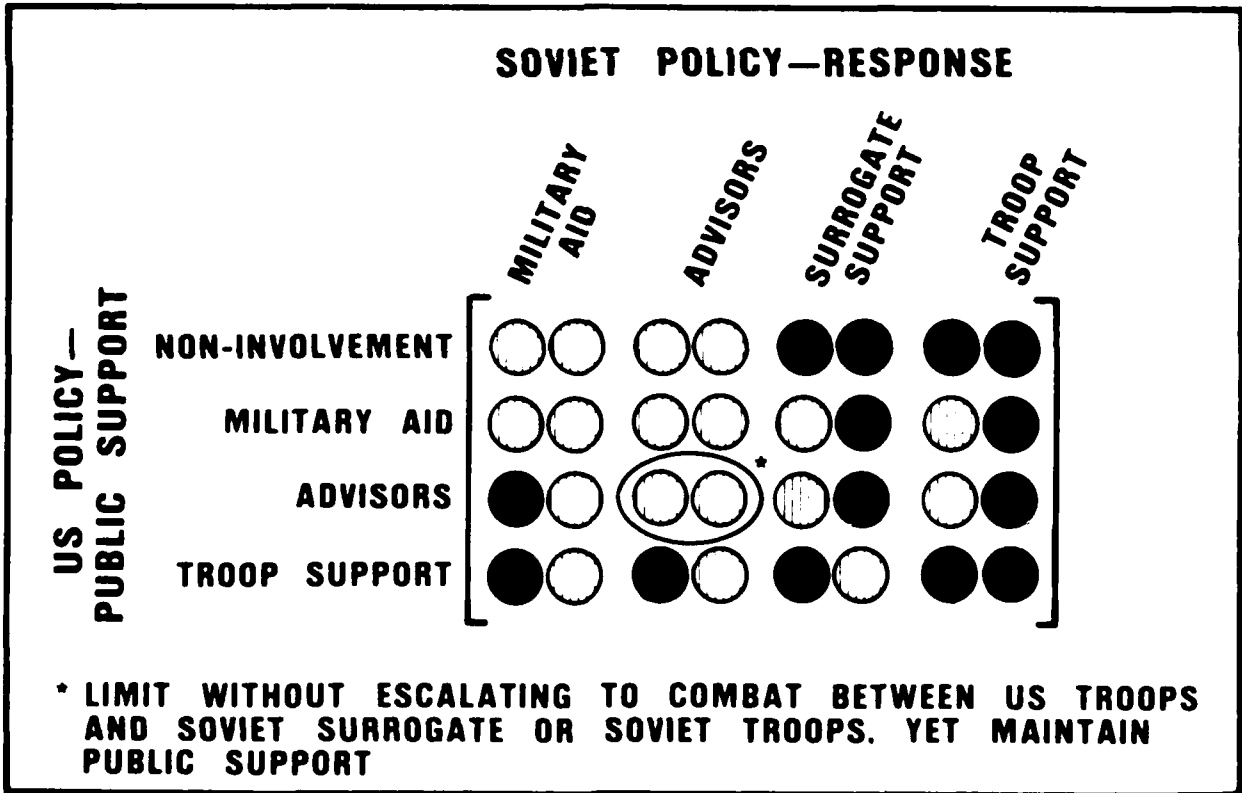 SOVIET POLICY—RESPONSE
MILITARY
AID
ADVISORS
SURROGATE
SUPPORT
TROOP
SUPPORT
US POLICY—
PUBLIC SUPPORT
NON-INVOLVEMENT
MILITARY AID
ADVISORS
*
TROOP SUPPORT
* LIMIT WITHOUT ESCALATING TO COMBAT BETWEEN US TROOPS
AND SOVIET SURROGATE OR SOVIET TROOPS. YET MAINTAIN
PUBLIC SUPPORT